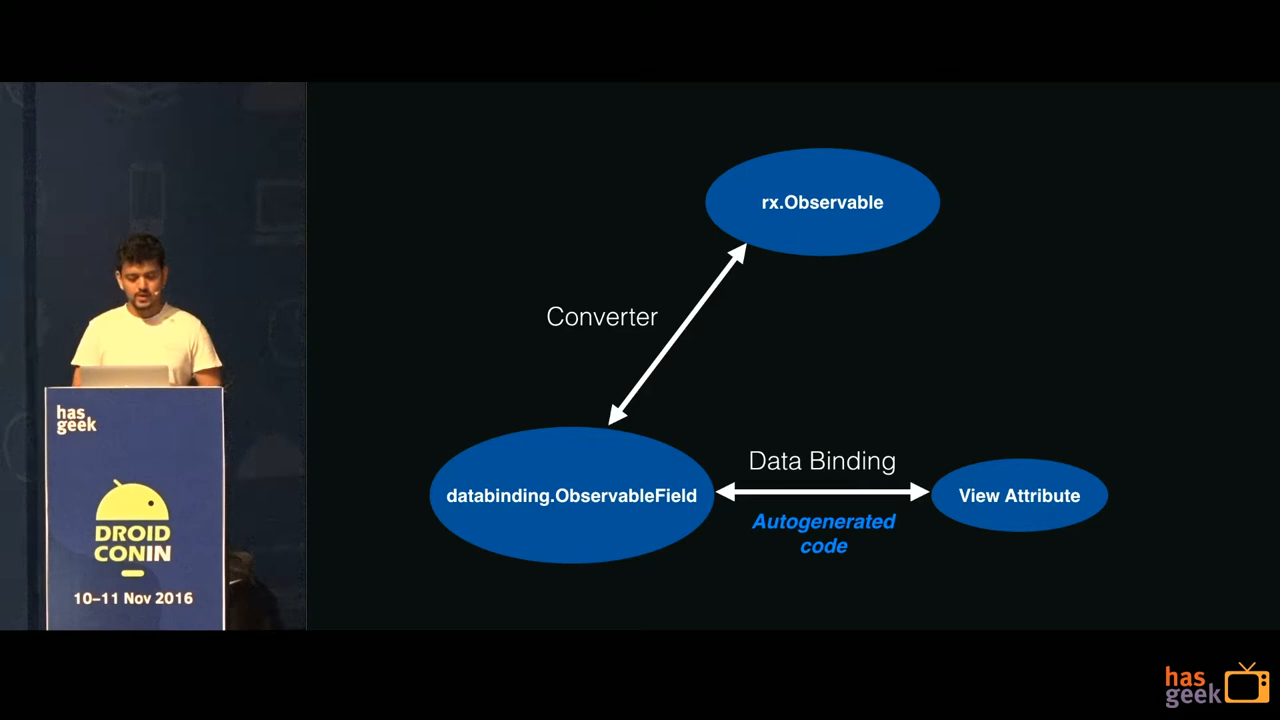 rx.Observable
Converter
Data Binding
databinding.ObservableField
View Attribute
Autogenerated
code
has
geek
DROID
CONIN
10–11 Nov 2016
has
geek